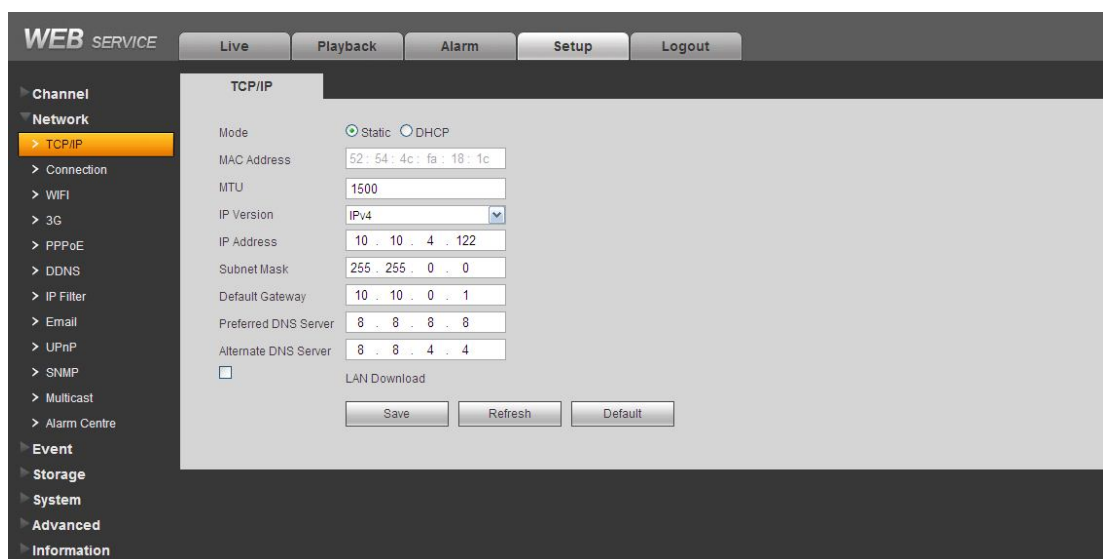 WEB SERVICE
Live Playback Alarm Setup Logout
Channel
Network
> TCP/IP
> Connection
> WIFI
> 3G
> PPPoE
> DDNS
> IP Filter
> Email
> UPnP
> SNMP
> Multicast
> Alarm Centre
Event
Storage
System
Advanced
Information
TCP/IP
Mode Static DHCP
MAC Address 52 : 54 : 4c : fa : 18 : 1c
MTU 1500
IP Version IPv4
IP Address 10 . 10 . 4 . 122
Subnet Mask 255 . 255 . 0 . 0
Default Gateway 10 . 10 . 0 . 1
Preferred DNS Server 8 . 8 . 8 . 8
Alternate DNS Server 8 . 8 . 4 . 4
LAN Download
Save Refresh Default